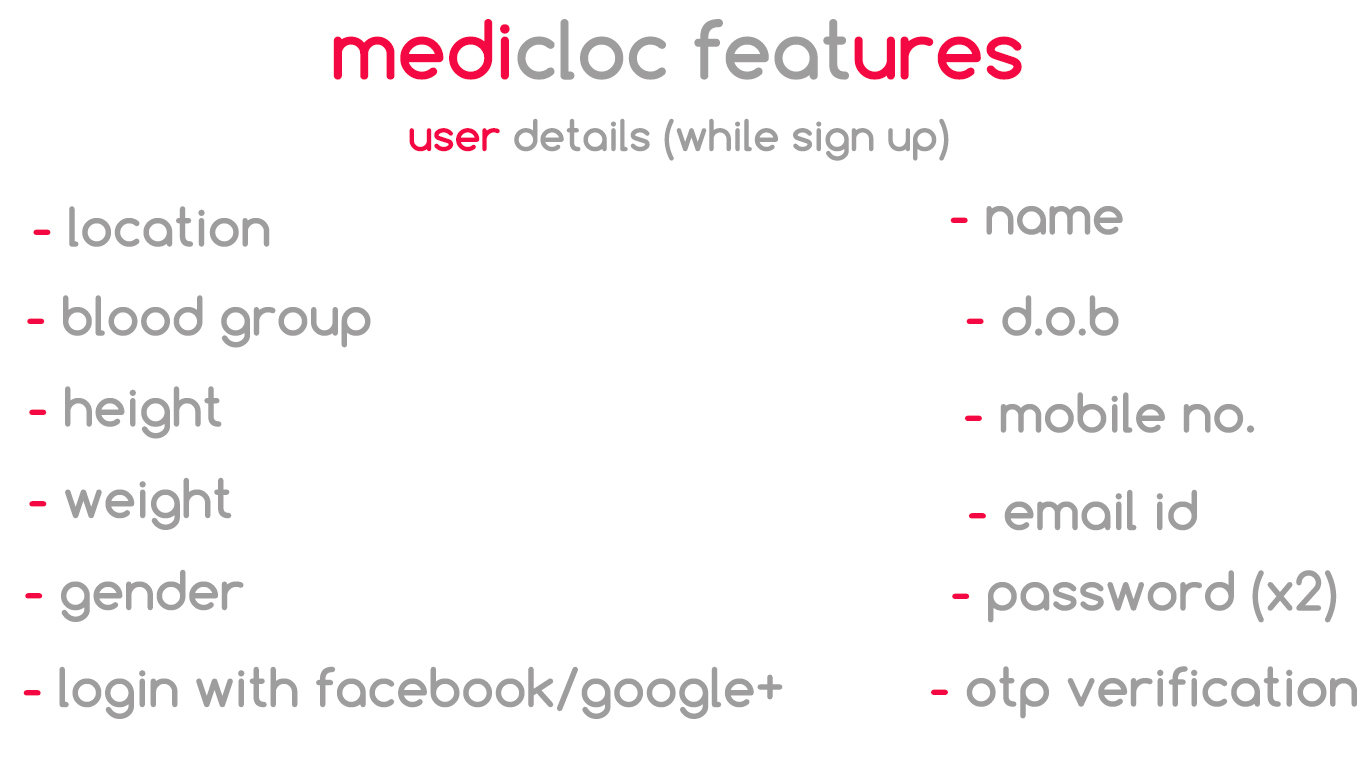 medicloc features
user details (while sign up)
- location
- blood group
- height
- weight
- gender
- login with facebook/google+
- name
- d.o.b
- mobile no.
- email id
- password (x2)
- otp verification